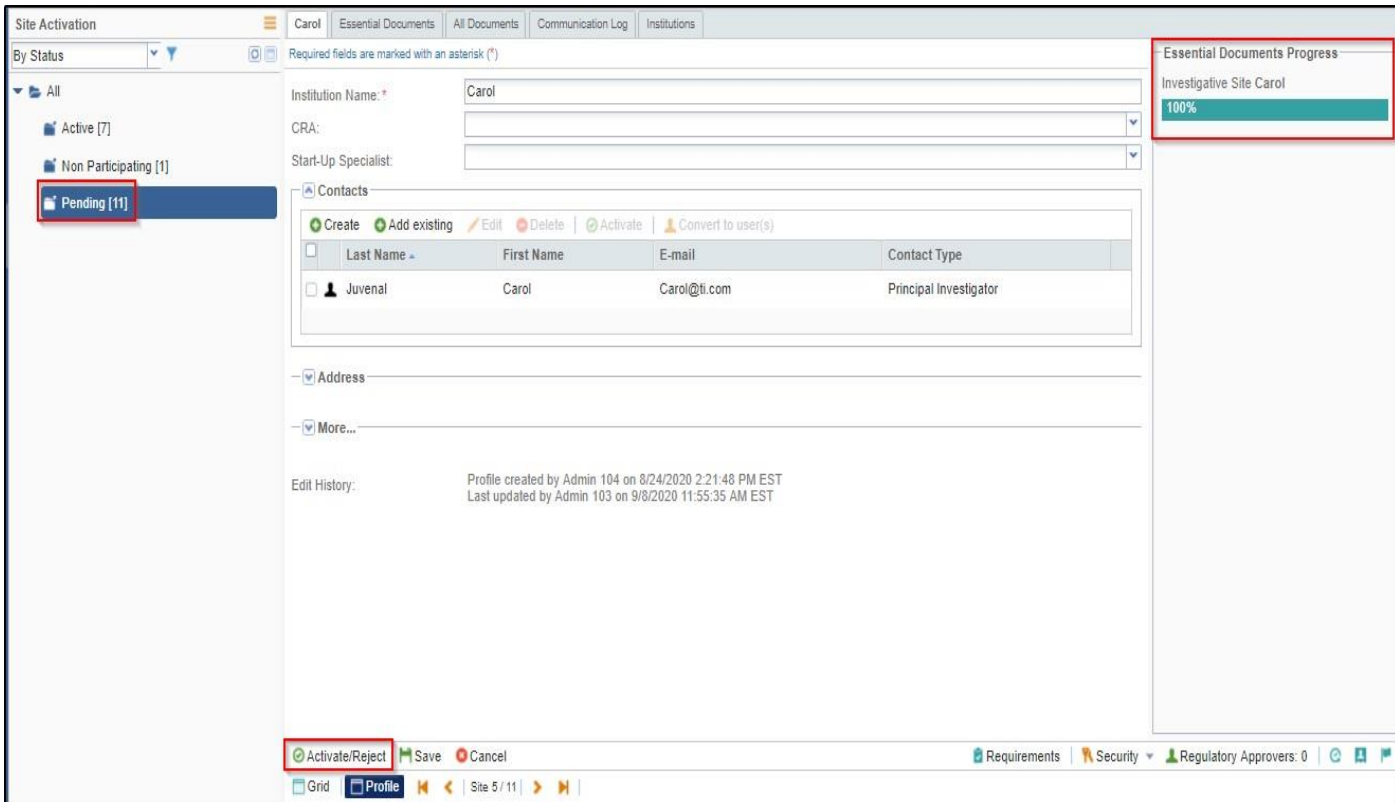 Site Activation
By Status
All
Active [7]
Non Participating [1]
Pending [11]
Carol Essential Documents All Documents Communication Log Institutions
Required fields are marked with an asterisk (*)
Institution Name:* Carol
CRA:
Start-Up Specialist:
Contacts
Create Add existing Edit Delete Activate Convert to user(s)
Last Name First Name E-mail Contact Type
Juvenal Carol Carol@ti.com Principal Investigator
Address
More...
Edit History: Profile created by Admin 104 on 8/24/2020 2:21:48 PM EST
Last updated by Admin 103 on 9/8/2020 11:55:35 AM EST
Essential Documents Progress
Investigative Site Carol
100%
Activate/Reject Save Cancel Requirements Security Regulatory Approvers: 0
Grid Profile Site 5 / 11